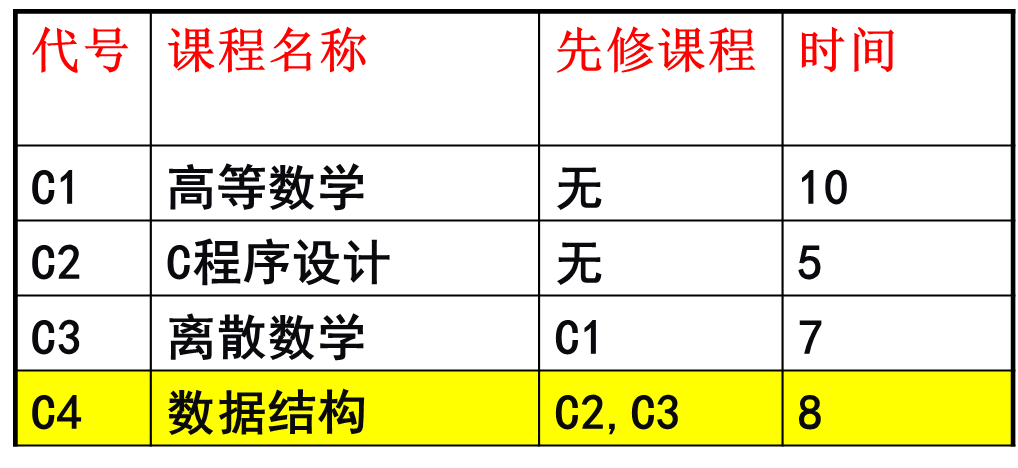 代号 课程名称 先修课程 时间
C1 高等数学 无 10
C2 C程序设计 无 5
C3 离散数学 C1 7
C4 数据结构 C2,C3 8